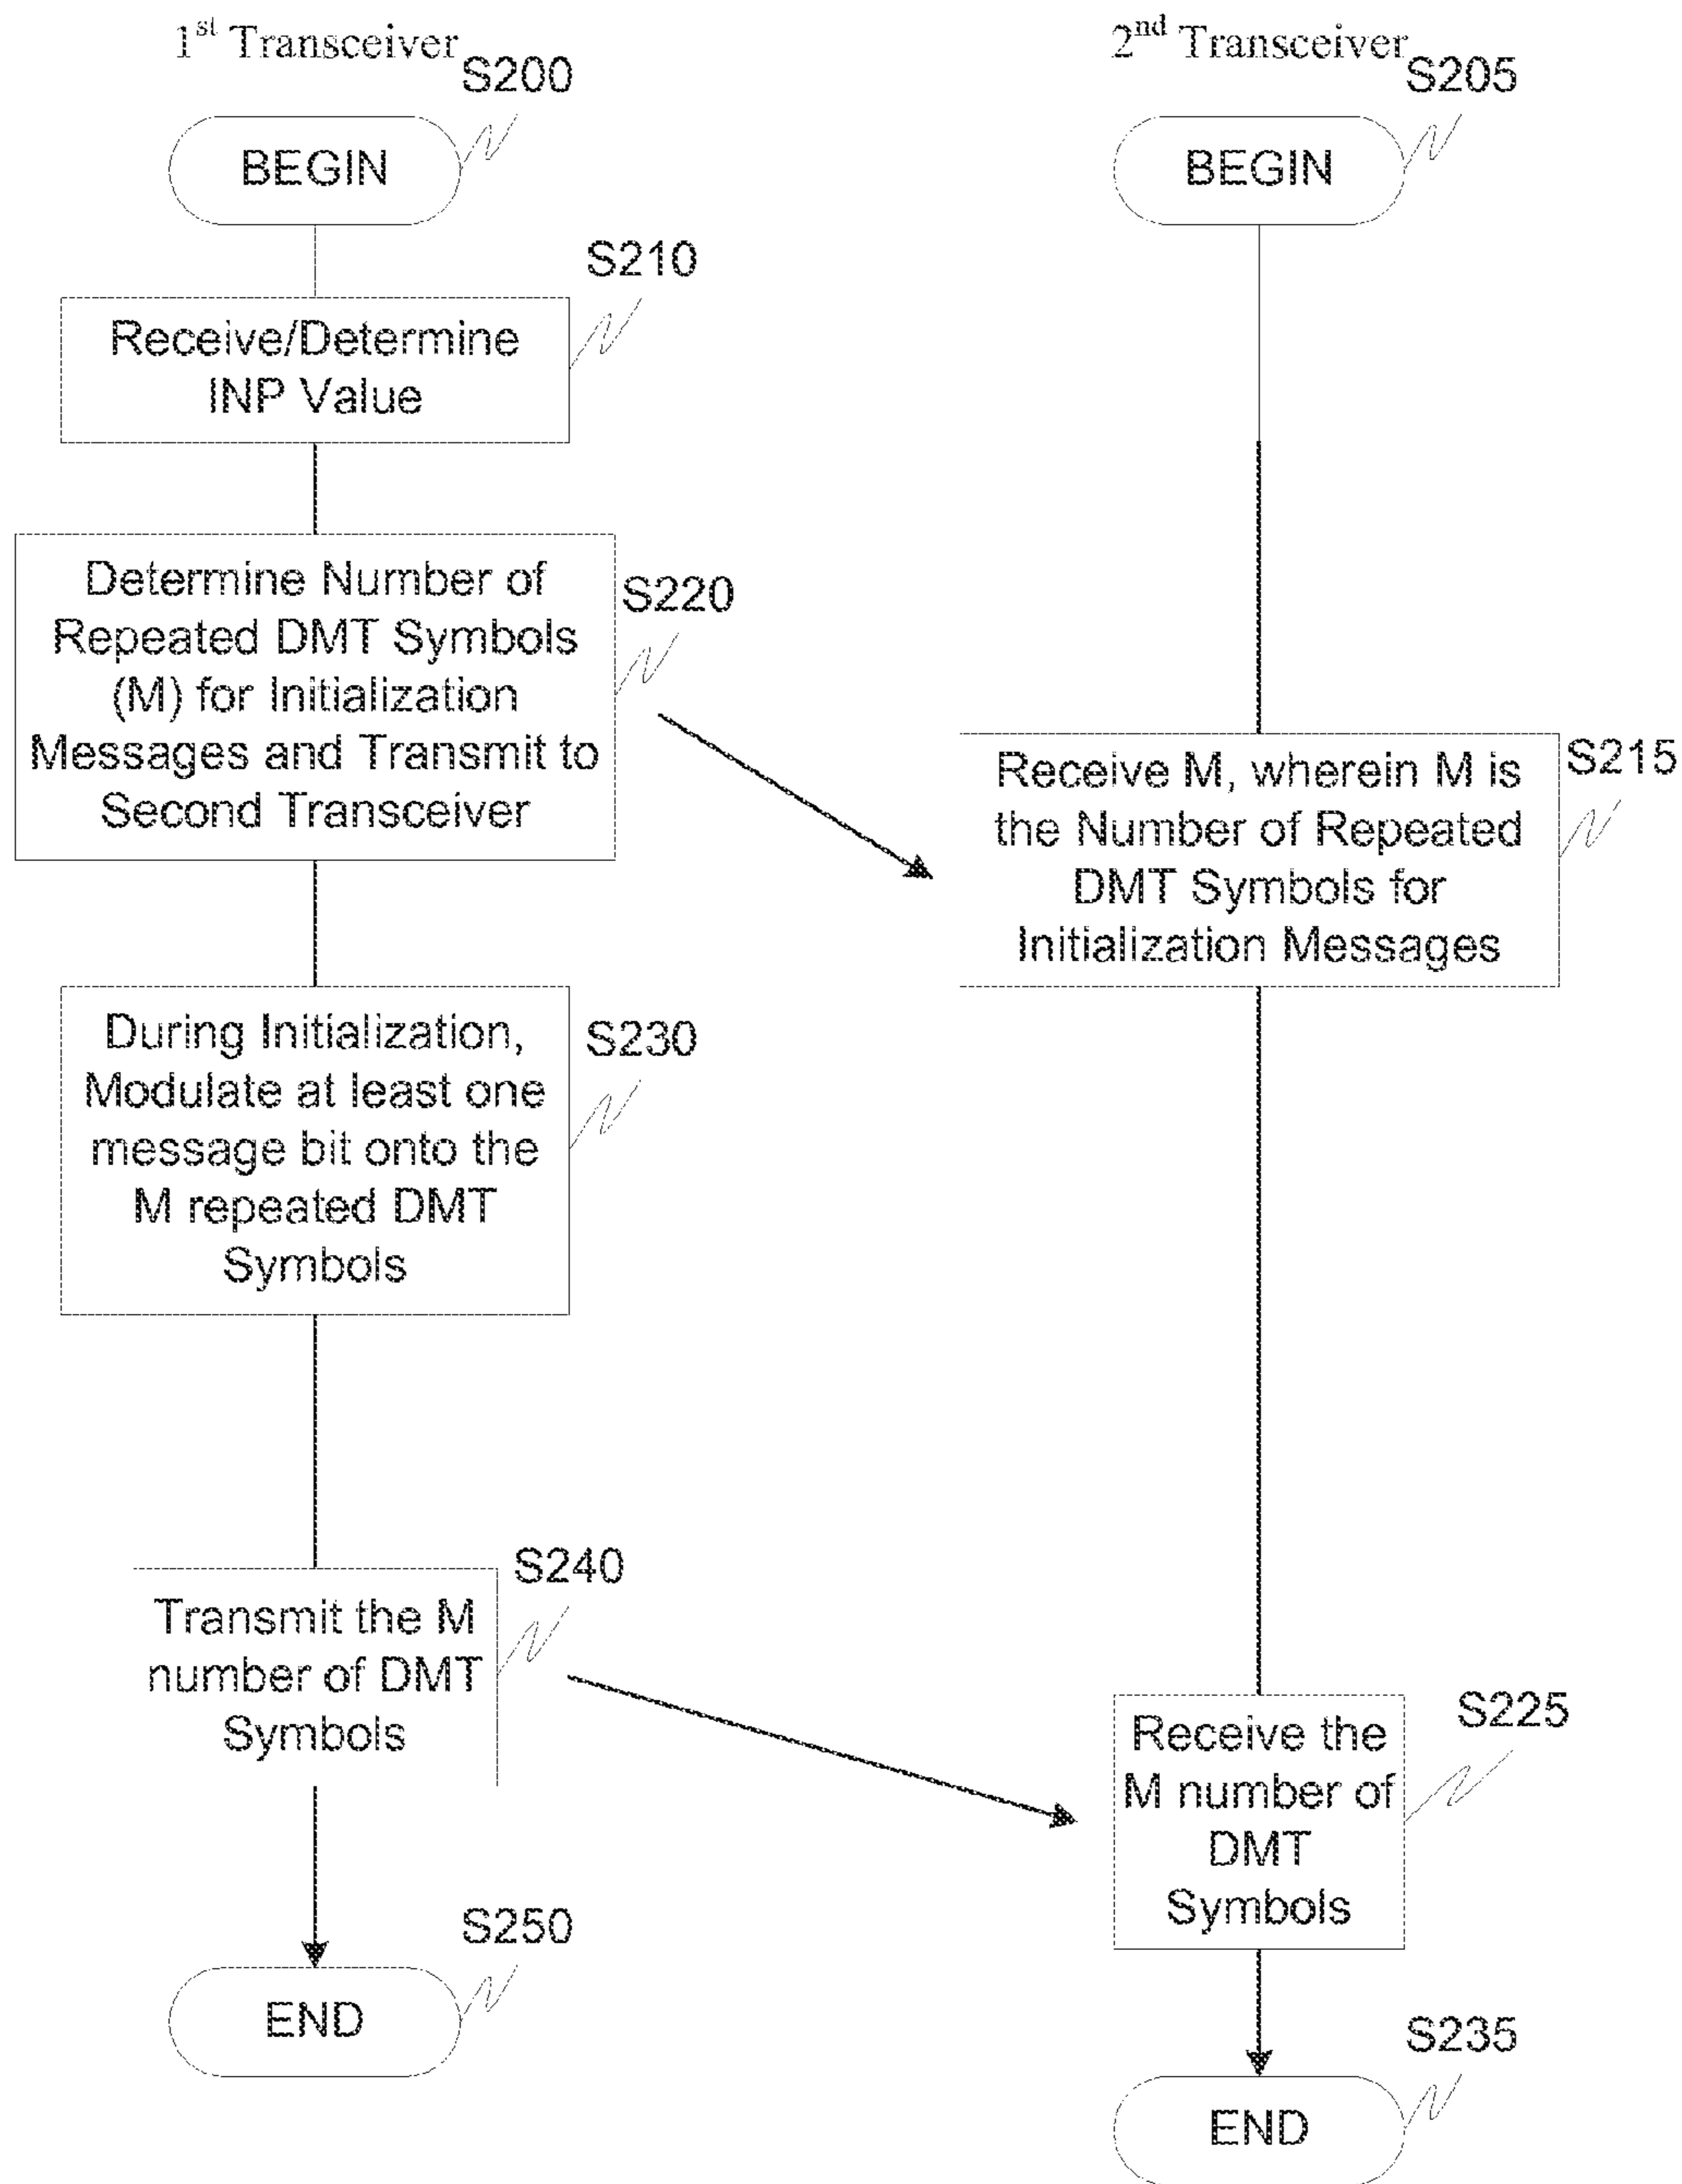 1st Transceiver
S200
BEGIN
S210
Receive/Determine
INP Value
Determine Number of
Repeated DMT Symbols
(M) for Initialization
Messages and Transmit to
Second Transceiver
S220
During Initialization,
Modulate at least one
message bit onto the
M repeated DMT
Symbols
S230
S240
Transmit the M
number of DMT
Symbols
S250
END
2nd Transceiver
S205
BEGIN
S215
Receive M, wherein M is
the Number of Repeated
DMT Symbols for
Initialization Messages
S225
Receive the
M number of
DMT
Symbols
S235
END